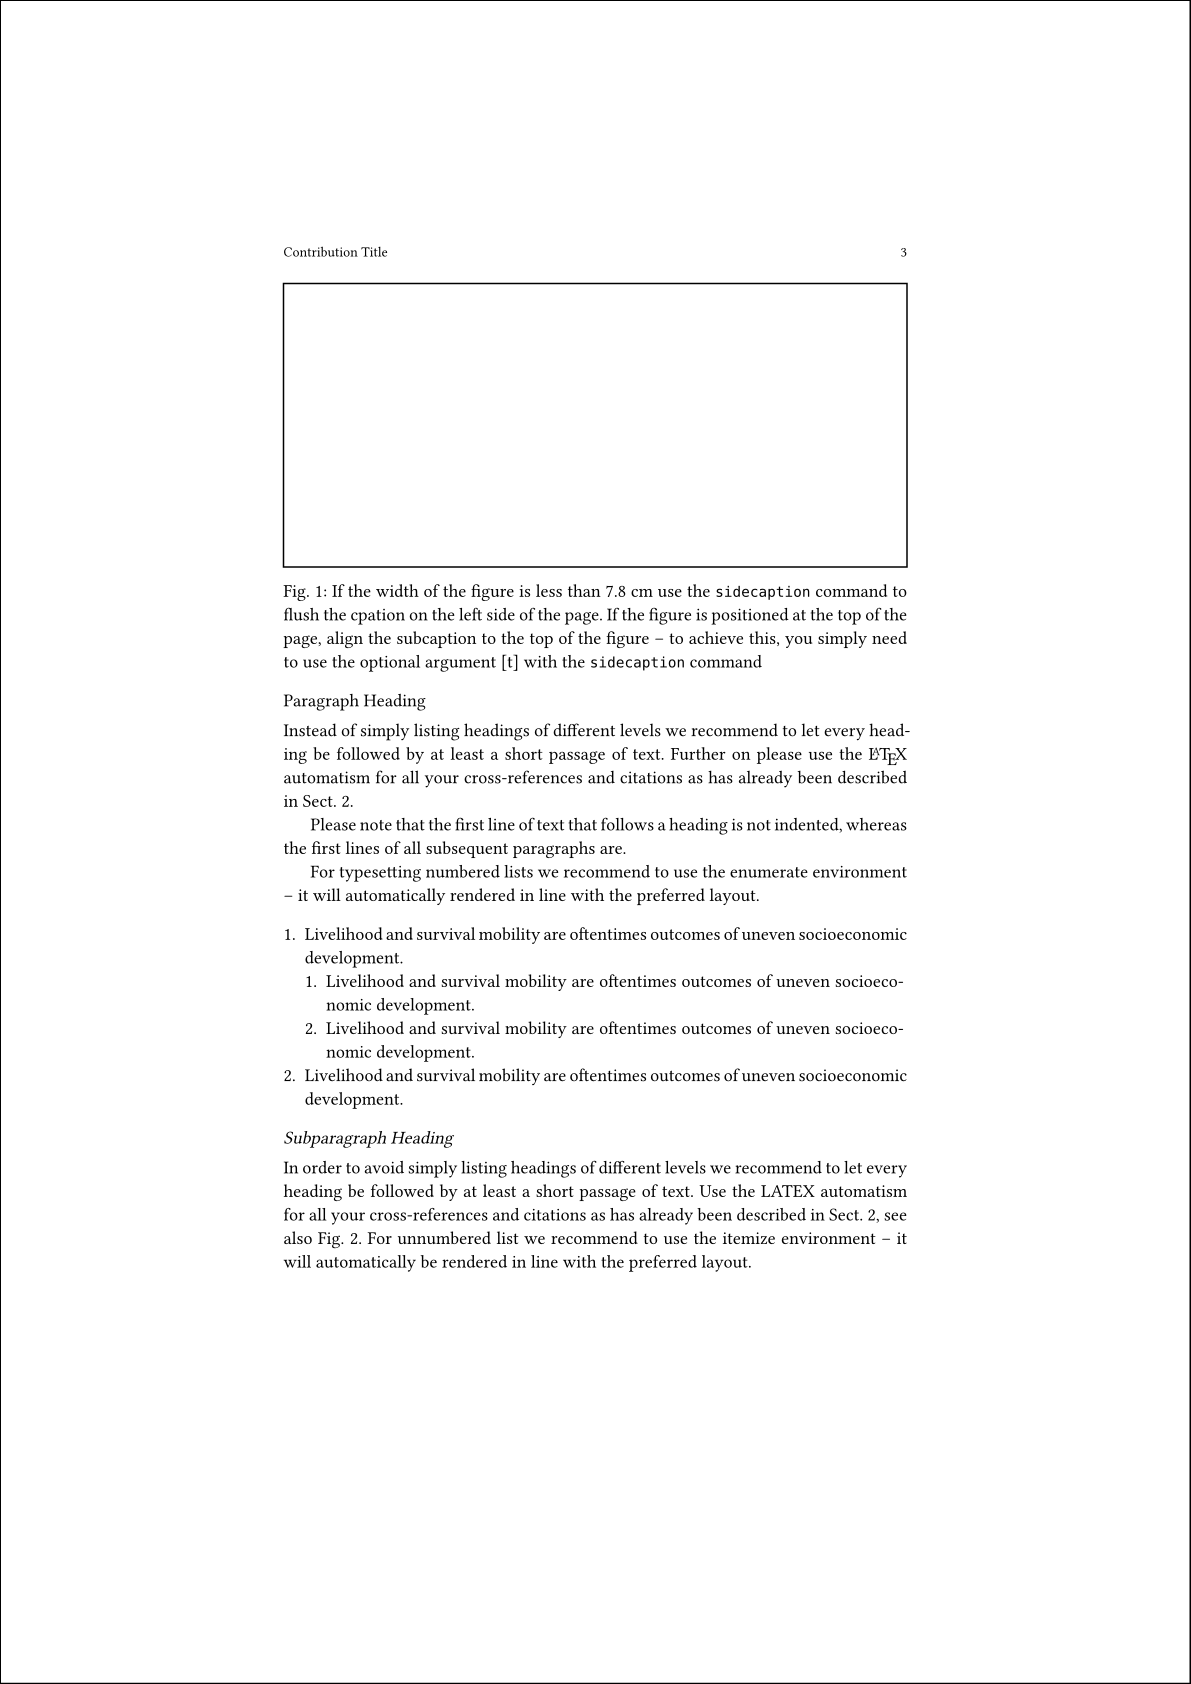 Contribution Title 3
Fig. 1: If the width of the figure is less than 7.8 cm use the sidecaption command to
flush the cpation on the left side of the page. If the figure is positioned at the top of the
page, align the subcaption to the top of the figure – to achieve this, you simply need
to use the optional argument [t] with the sidecaption command
Paragraph Heading
Instead of simply listing headings of different levels we recommend to let every head-
ing be followed by at least a short passage of text. Further on please use the LATEX
automatism for all your cross-references and citations as has already been described
in Sect. 2.
Please note that the first line of text that follows a heading is not indented, whereas
the first lines of all subsequent paragraphs are.
For typesetting numbered lists we recommend to use the enumerate environment
– it will automatically rendered in line with the preferred layout.
1. Livelihood and survival mobility are oftentimes outcomes of uneven socioeconomic
development.
1. Livelihood and survival mobility are oftentimes outcomes of uneven socioeco-
nomic development.
2. Livelihood and survival mobility are oftentimes outcomes of uneven socioeco-
nomic development.
2. Livelihood and survival mobility are oftentimes outcomes of uneven socioeconomic
development.
Subparagraph Heading
In order to avoid simply listing headings of different levels we recommend to let every
heading be followed by at least a short passage of text. Use the LATEX automatism
for all your cross-references and citations as has already been described in Sect. 2, see
also Fig. 2. For unnumbered list we recommend to use the itemize environment – it
will automatically be rendered in line with the preferred layout.